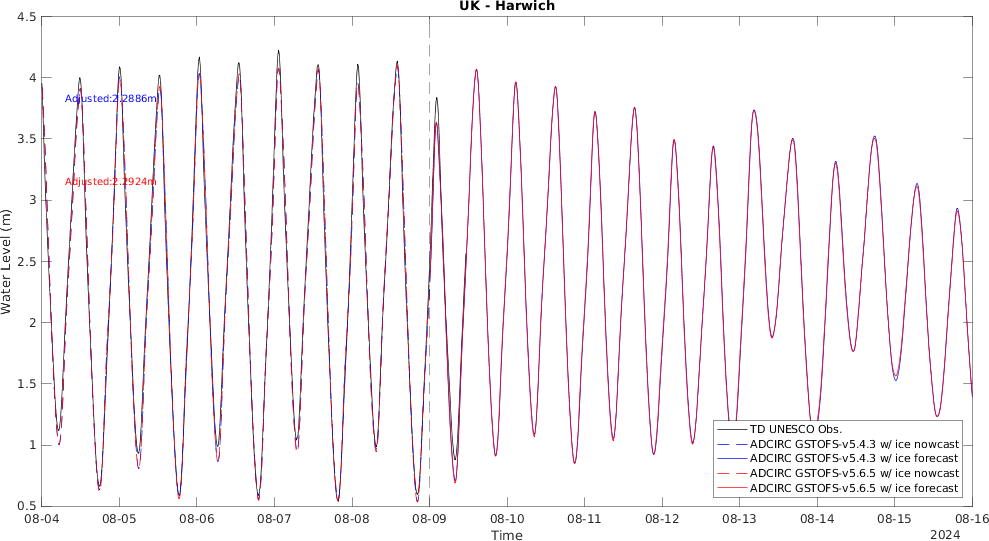 UK - Harwich
4.5
4
3.5
3
2.5
2
1.5
1
0.5
Water Level (m)
Adjusted:2.2886m
Adjusted:2.2924m
TD UNESCO Obs.
ADCIRC GSTOFS-v5.4.3 w/ ice nowcast
ADCIRC GSTOFS-v5.4.3 w/ ice forecast
ADCIRC GSTOFS-v5.6.5 w/ ice nowcast
ADCIRC GSTOFS-v5.6.5 w/ ice forecast
08-04 08-05 08-06 08-07 08-08 08-09 08-10 08-11 08-12 08-13 08-14 08-15 08-16
Time
2024